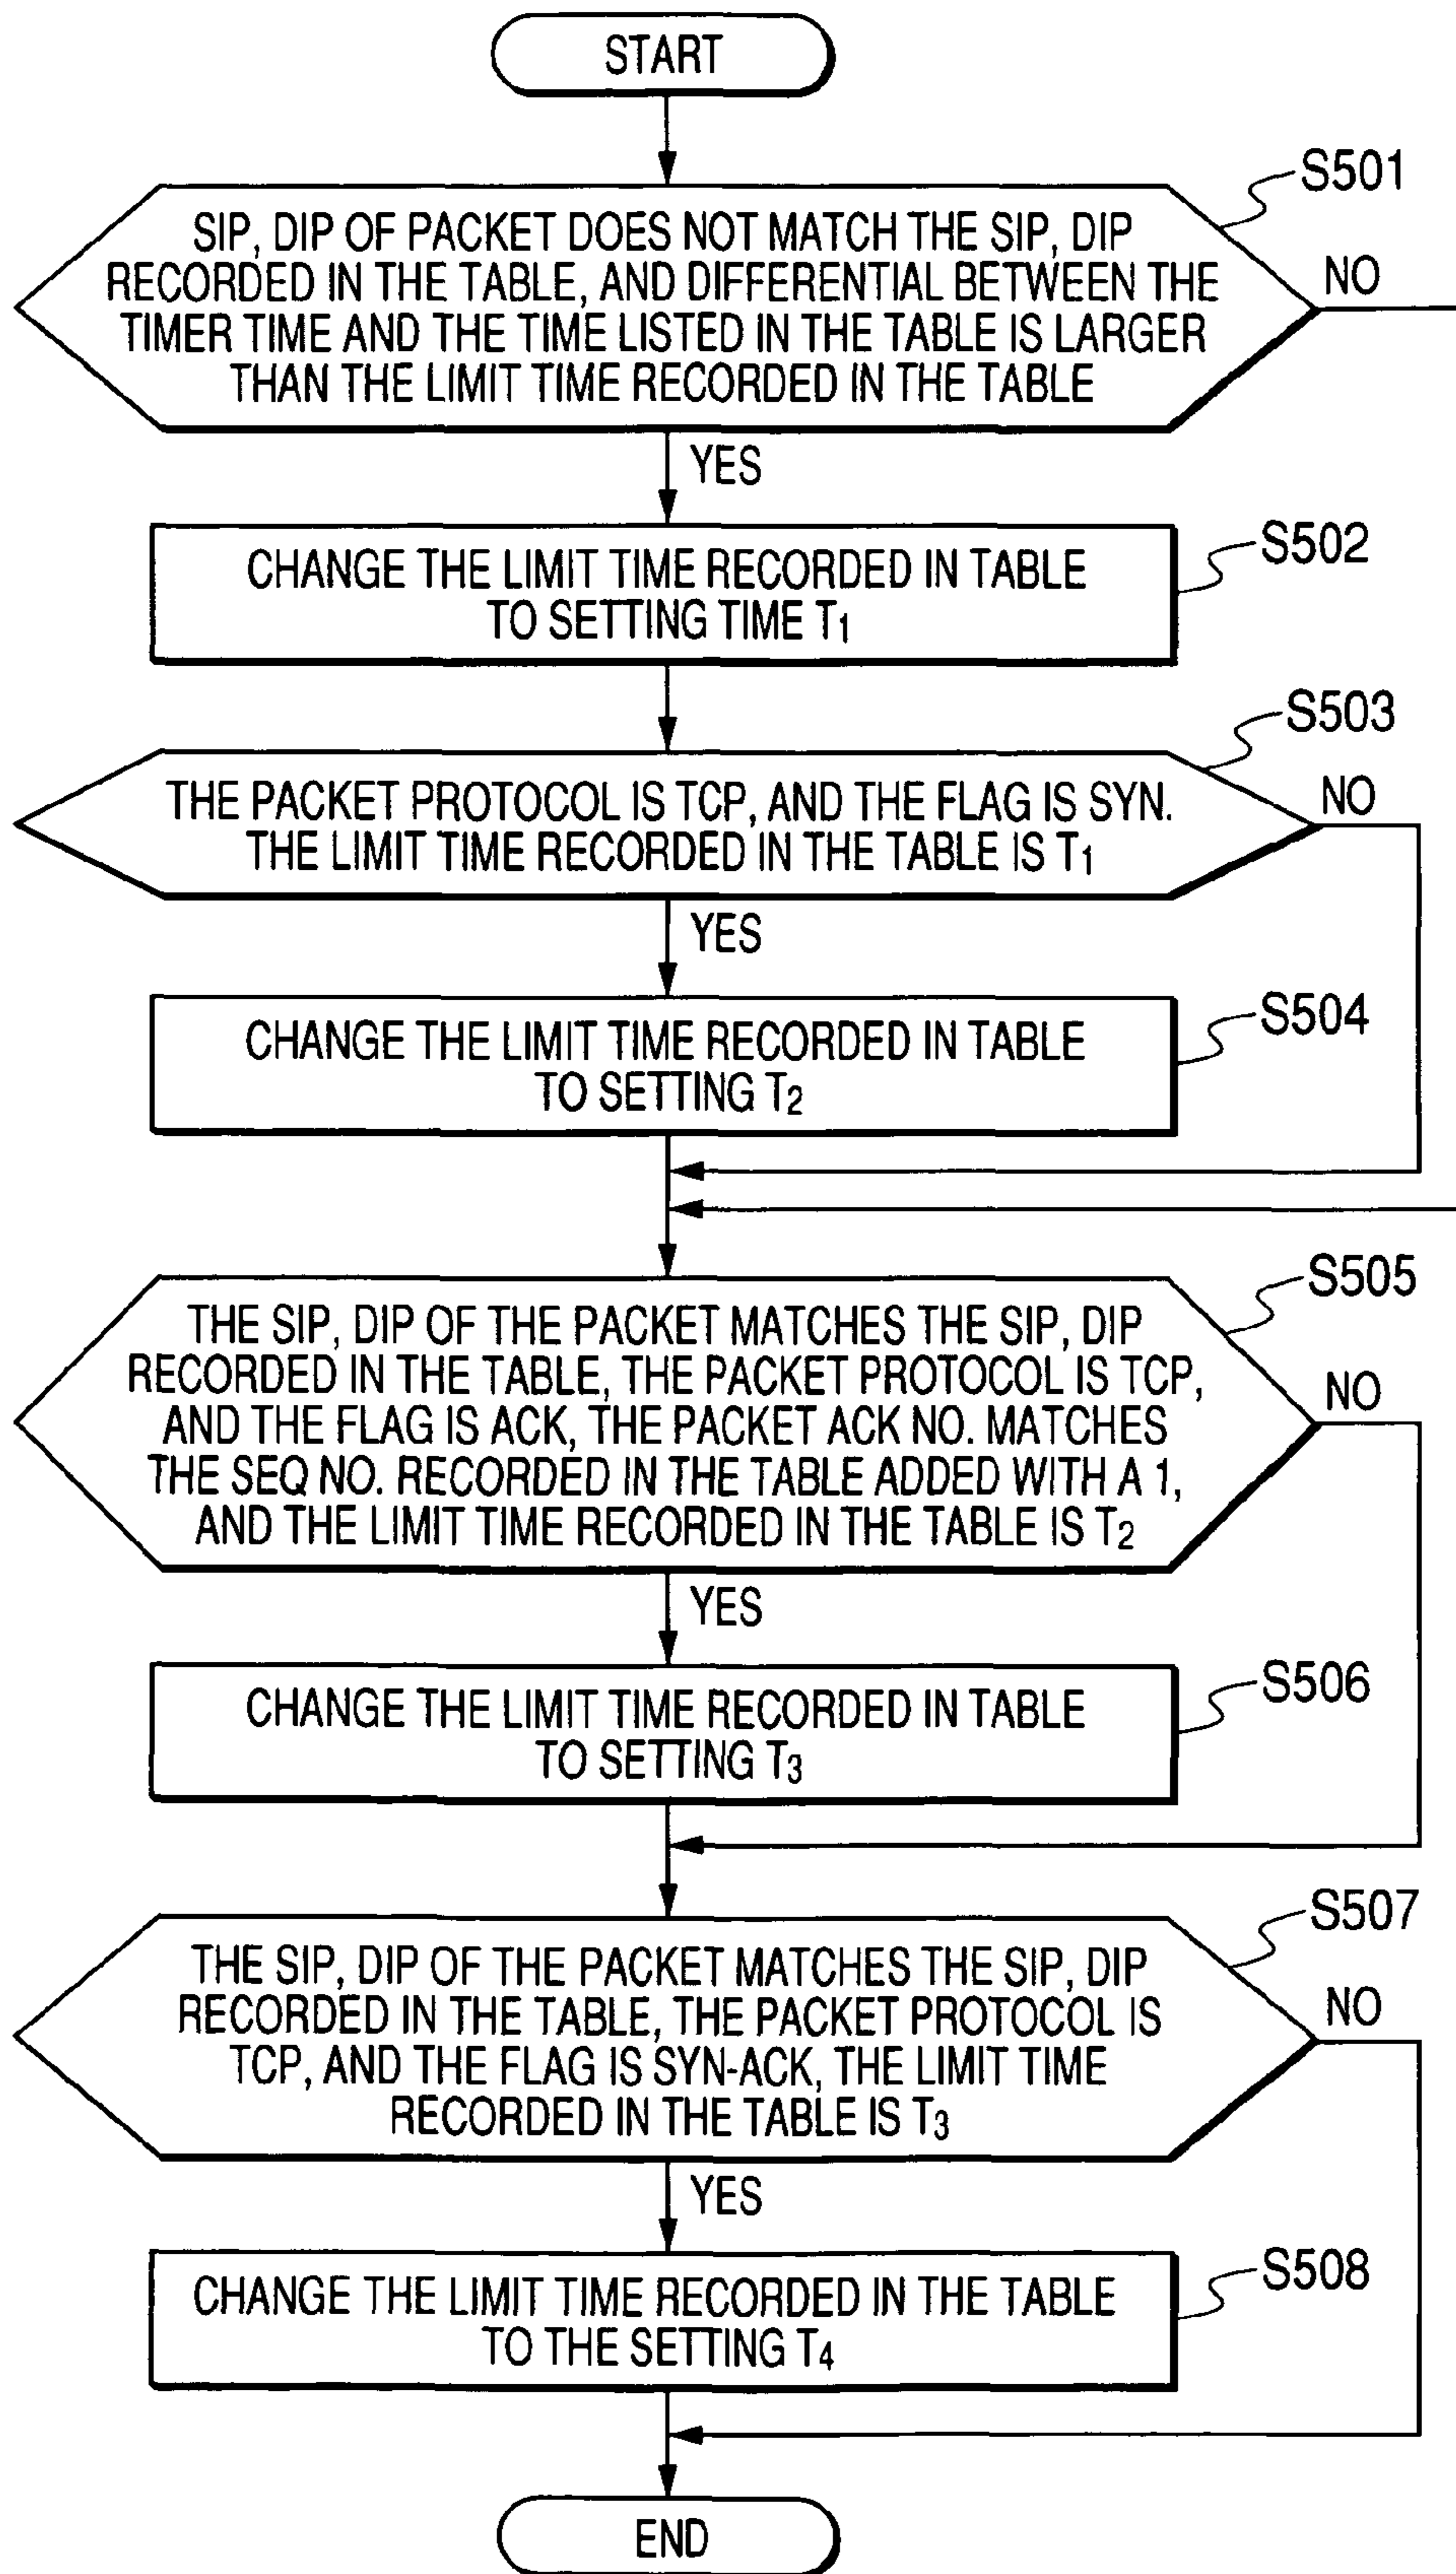 START
S501
SIP, DIP OF PACKET DOES NOT MATCH THE SIP, DIP
RECORDED IN THE TABLE, AND DIFFERENTIAL BETWEEN THE
TIMER TIME AND THE TIME LISTED IN THE TABLE IS LARGER
THAN THE LIMIT TIME RECORDED IN THE TABLE
NO
YES
S502
CHANGE THE LIMIT TIME RECORDED IN TABLE
TO SETTING TIME T1
S503
THE PACKET PROTOCOL IS TCP, AND THE FLAG IS SYN.
THE LIMIT TIME RECORDED IN THE TABLE IS T1
NO
YES
S504
CHANGE THE LIMIT TIME RECORDED IN TABLE
TO SETTING T2
S505
THE SIP, DIP OF THE PACKET MATCHES THE SIP, DIP
RECORDED IN THE TABLE, THE PACKET PROTOCOL IS TCP,
AND THE FLAG IS ACK, THE PACKET ACK NO. MATCHES
THE SEQ NO. RECORDED IN THE TABLE ADDED WITH A 1,
AND THE LIMIT TIME RECORDED IN THE TABLE IS T2
NO
YES
S506
CHANGE THE LIMIT TIME RECORDED IN TABLE
TO SETTING T3
S507
THE SIP, DIP OF THE PACKET MATCHES THE SIP, DIP
RECORDED IN THE TABLE, THE PACKET PROTOCOL IS
TCP, AND THE FLAG IS SYN-ACK, THE LIMIT TIME
RECORDED IN THE TABLE IS T3
NO
YES
S508
CHANGE THE LIMIT TIME RECORDED IN THE TABLE
TO THE SETTING T4
END